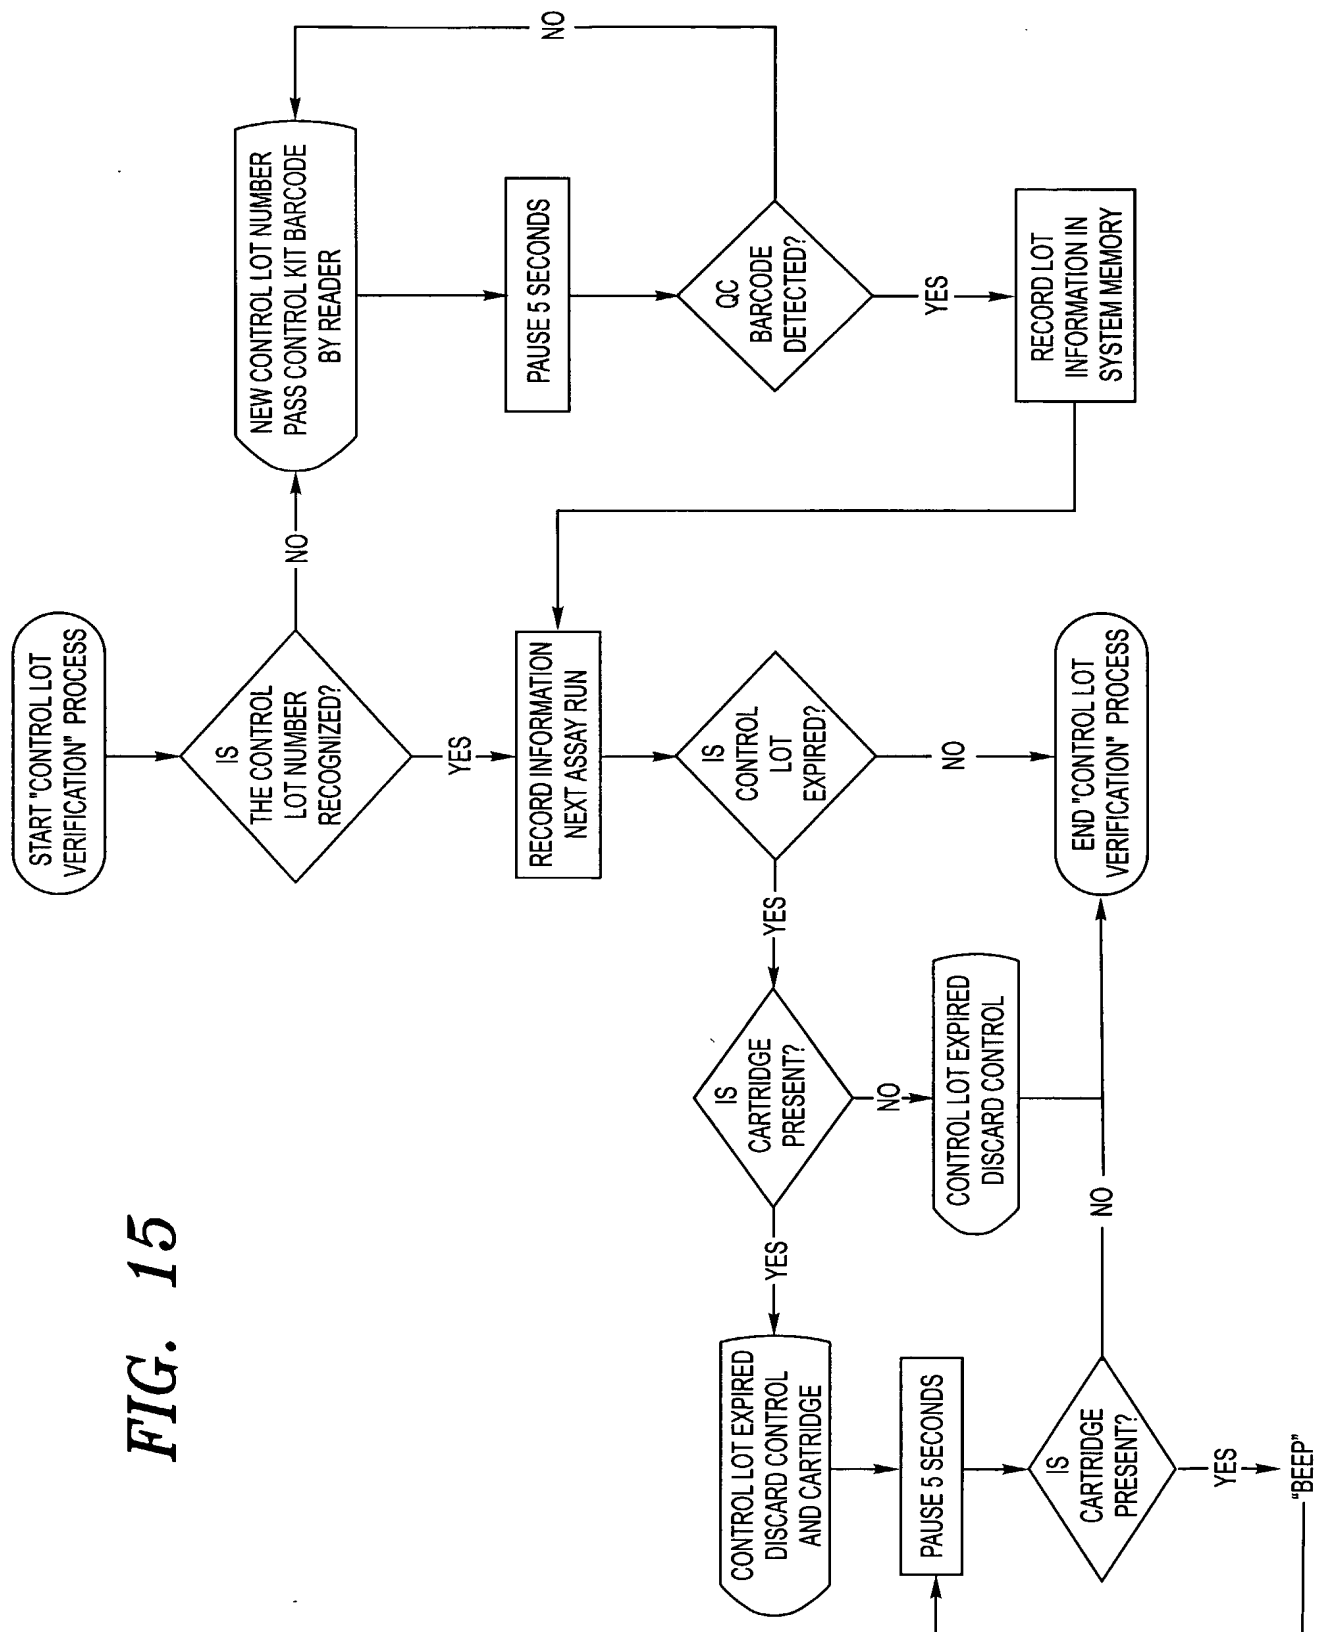 FIG. 15
START "CONTROL LOT
VERIFICATION" PROCESS
IS
THE CONTROL
LOT NUMBER
RECOGNIZED?
NO
NEW CONTROL LOT NUMBER
PASS CONTROL KIT BARCODE
BY READER
PAUSE 5 SECONDS
QC
BARCODE
DETECTED?
NO
YES
RECORD LOT
INFORMATION IN
SYSTEM MEMORY
YES
RECORD INFORMATION
NEXT ASSAY RUN
IS
CONTROL
LOT
EXPIRED?
NO
END "CONTROL LOT
VERIFICATION" PROCESS
YES
IS
CARTRIDGE
PRESENT?
NO
CONTROL LOT EXPIRED
DISCARD CONTROL
YES
CONTROL LOT EXPIRED
DISCARD CONTROL
AND CARTRIDGE
PAUSE 5 SECONDS
IS
CARTRIDGE
PRESENT?
NO
YES
"BEEP"